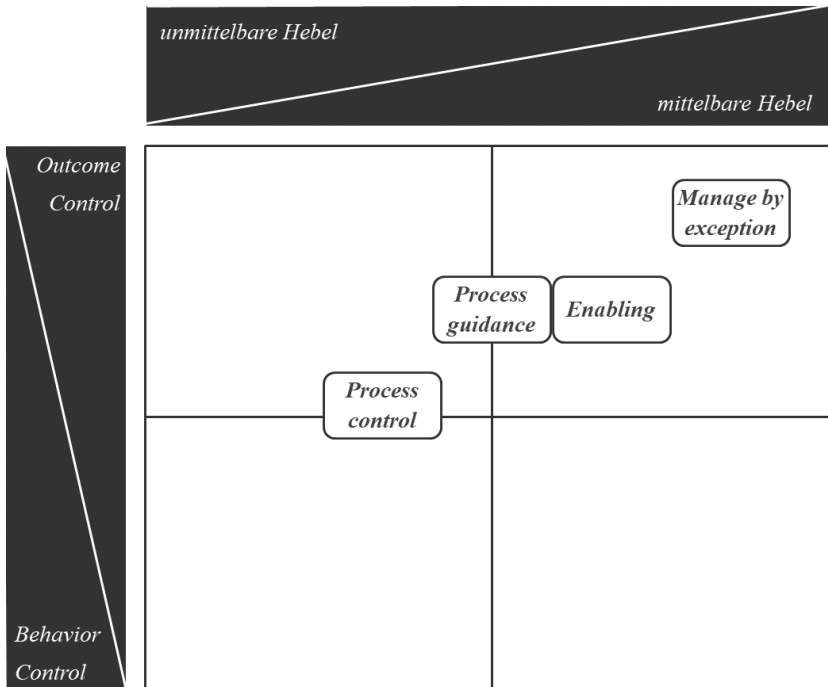 unmittelbare Hebel
mittelbare Hebel
Outcome
Control
Manage by
exception
Process
guidance
Enabling
Process
control
Behavior
Control